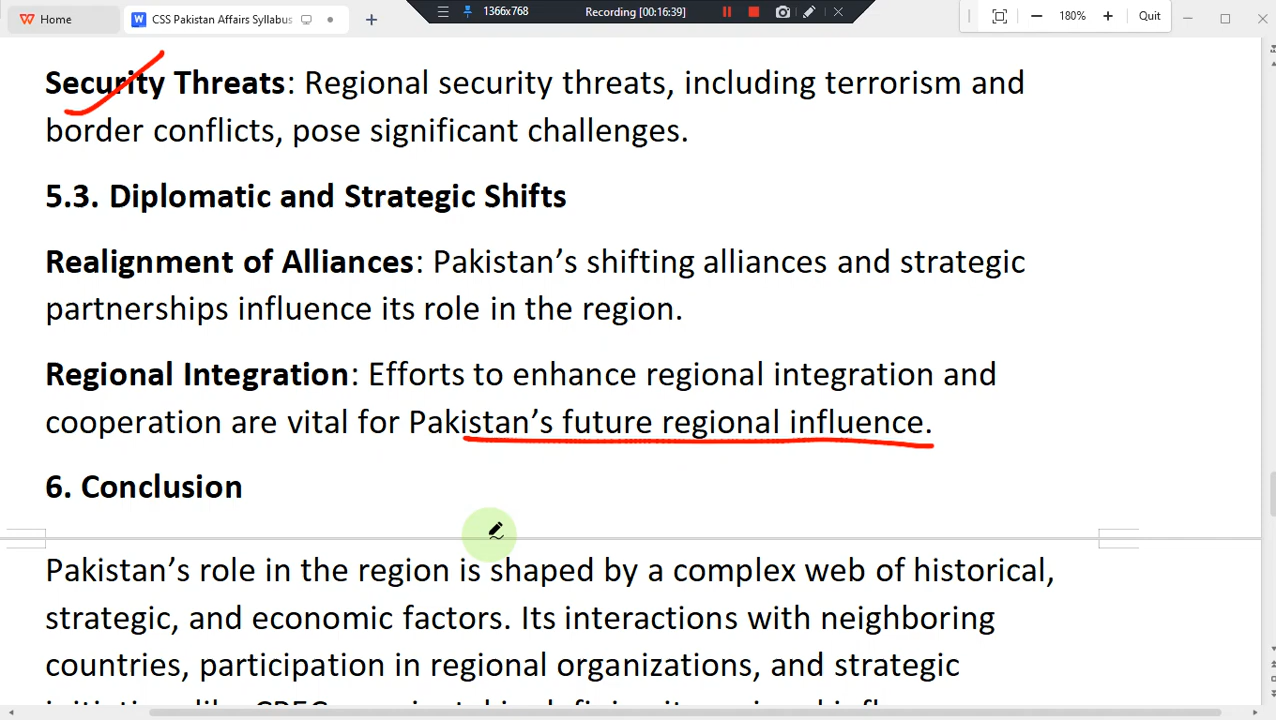 Home
CSS Pakistan Affairs Syllabus
1366x768
Recording [00:16:39]
180%
Quit
Security Threats: Regional security threats, including terrorism and
border conflicts, pose significant challenges.
5.3. Diplomatic and Strategic Shifts
Realignment of Alliances: Pakistan’s shifting alliances and strategic
partnerships influence its role in the region.
Regional Integration: Efforts to enhance regional integration and
cooperation are vital for Pakistan’s future regional influence.
6. Conclusion
Pakistan’s role in the region is shaped by a complex web of historical,
strategic, and economic factors. Its interactions with neighboring
countries, participation in regional organizations, and strategic